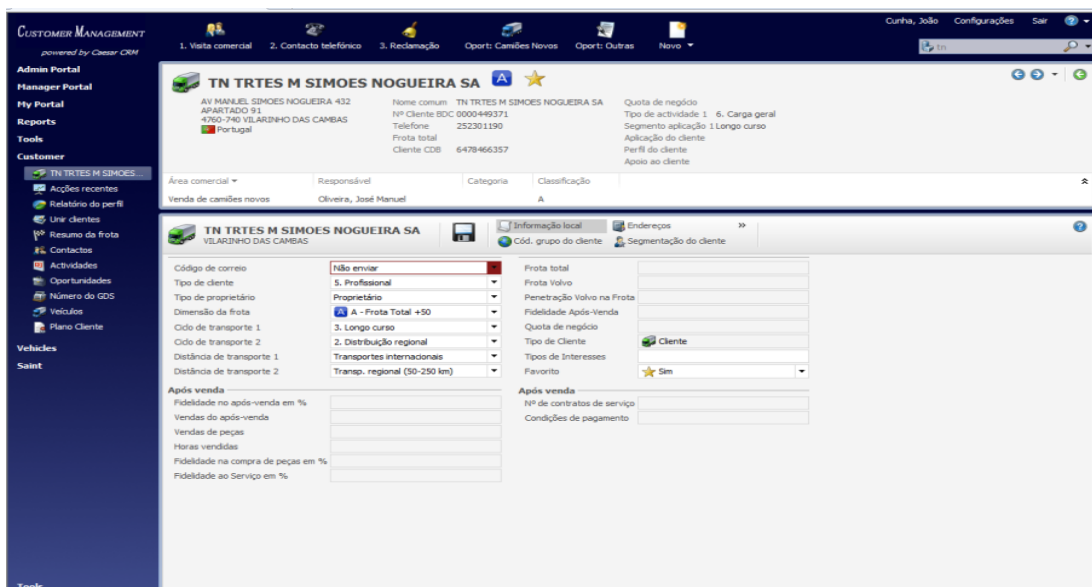 CUSTOMER MANAGEMENT
powered by Caesar CRM
1. Visita comercial
2. Contacto telefónico
3. Reclamação
Oport: Camiões Novos
Oport: Outras
Novo
Cunha, João
Configurações
Sair
tn
Admin Portal
Manager Portal
My Portal
Reports
Tools
Customer
TN TRTES M SIMOES...
Acções recentes
Relatório do perfil
Unir clientes
Resumo da frota
Contactos
Actividades
Oportunidades
Número do GDS
Veículos
Plano Cliente
Vehicles
Saint
Tools
TN TRTES M SIMOES NOGUEIRA SA A
AV MANUEL SIMOES NOGUEIRA 432
APARTADO 91
4760-740 VILARINHO DAS CAMBAS
Portugal
Nome comum TN TRTES M SIMOES NOGUEIRA SA
Nº Cliente BDC 0000449371
Telefone 252301190
Frota total
Cliente CDB 6478466357
Quota de negócio
Tipo de actividade 1 6. Carga geral
Segmento aplicação 1 Longo curso
Aplicação do cliente
Perfil do cliente
Apoio ao cliente
Área comercial Responsável Categoria Classificação
Venda de camiões novos Oliveira, José Manuel A
TN TRTES M SIMOES NOGUEIRA SA
VILARINHO DAS CAMBAS
Informação local
Endereços
»
Cód. grupo do cliente
Segmentação do cliente
Código de correio Não enviar
Tipo de cliente 5. Profissional
Tipo de proprietário Proprietário
Dimensão da frota A A - Frota Total +50
Ciclo de transporte 1 3. Longo curso
Ciclo de transporte 2 2. Distribuição regional
Distância de transporte 1 Transportes internacionais
Distância de transporte 2 Transp. regional (50-250 km)
Após venda
Fidelidade no após-venda em %
Vendas do após-venda
Vendas de peças
Horas vendidas
Fidelidade na compra de peças em %
Fidelidade ao Serviço em %
Frota total
Frota Volvo
Penetração Volvo na Frota
Fidelidade Após-Venda
Quota de negócio
Tipo de Cliente Cliente
Tipos de Interesses
Favorito Sim
Após venda
Nº de contratos de serviço
Condições de pagamento